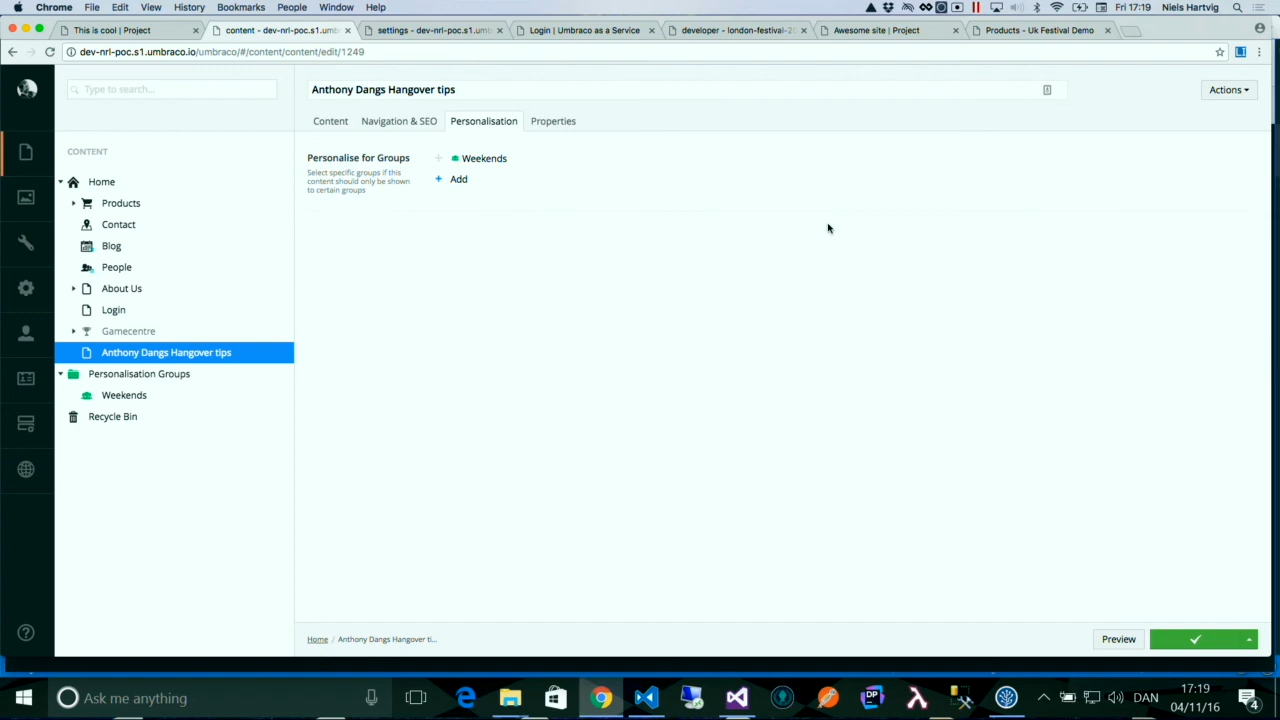 Chrome File Edit View History Bookmarks People Window Help Fri 17:19 Niels Hartvig
This is cool | Project
content - dev-nrl-poc.s1.umb
settings - dev-nrl-poc.s1.umb
Login | Umbraco as a Service
developer - london-festival-20
Awesome site | Project
Products - Uk Festival Demo
dev-nrl-poc.s1.umbraco.io/umbraco/#/content/content/edit/1249
Type to search...
Anthony Dangs Hangover tips
Actions
Content Navigation & SEO Personalisation Properties
CONTENT
Home
Products
Contact
Blog
People
About Us
Login
Gamecentre
Anthony Dangs Hangover tips
Personalisation Groups
Weekends
Recycle Bin
Personalise for Groups
Select specific groups if this
content should only be shown
to certain groups
Weekends
Add
Home / Anthony Dangs Hangover ti...
Preview
Ask me anything
DP
DAN
17:19
04/11/16
4